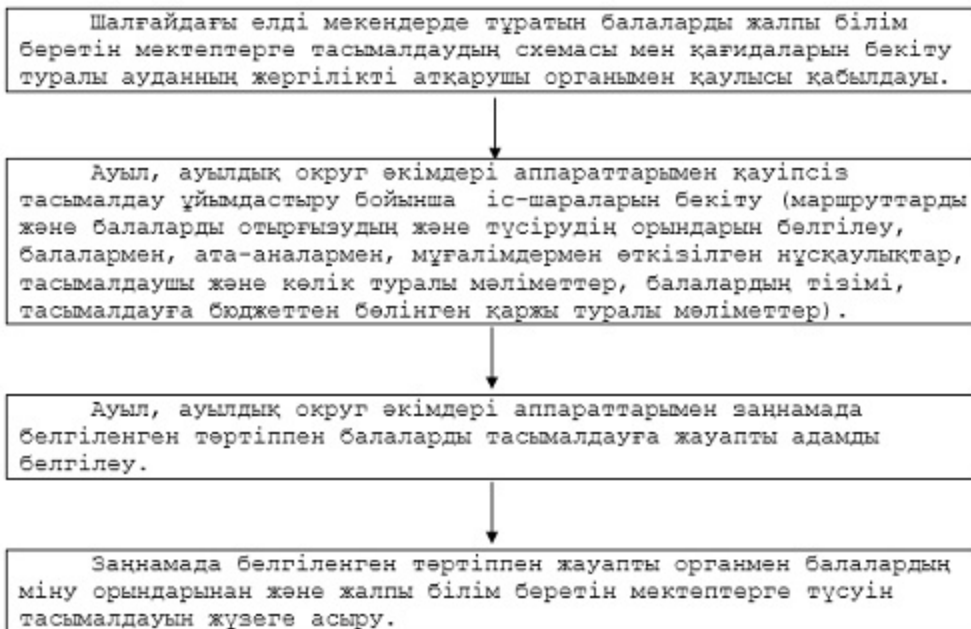 Шалғайдағы елді мекендерде тұратын балаларды жалпы білім
беретін мектептерге тасымалдаудың схемасы мен қағидаларын бекіту
туралы ауданның жергілікті атқарушы органымен қаулысы қабылдауы.
Ауыл, ауылдық округ әкімдері аппараттарымен қауіпсіз
тасымалдау ұйымдастыру бойынша іс-шараларын бекіту (маршруттарды
және балаларды отырғызудың және түсірудің орындарын белгілеу,
балалармен, ата-аналармен, мұғалімдермен өткізілген нұсқаулықтар,
тасымалдаушы және көлік туралы мәліметтер, балалардың тізімі,
тасымалдауға бюджеттен бөлінген қаржы туралы мәліметтер).
Ауыл, ауылдық округ әкімдері аппараттарымен заңнамада
белгіленген тәртіппен балаларды тасымалдауға жауапты адамды
белгілеу.
Заңнамада белгіленген тәртіппен жауапты органмен балалардың
міну орындарынан және жалпы білім беретін мектептерге түсуін
тасымалдауын жүзеге асыру.